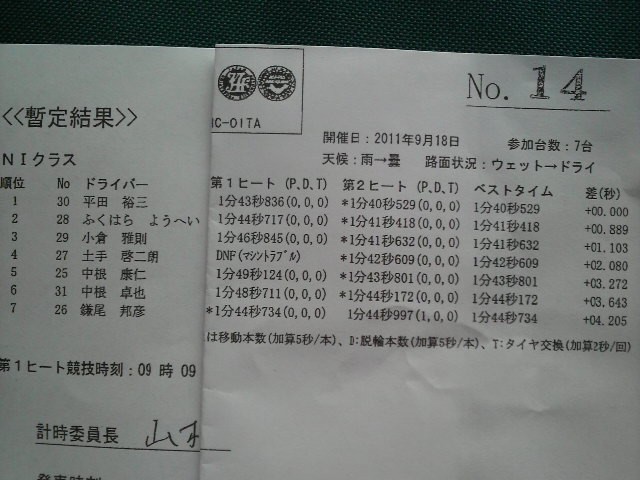 No. 14
<<暫定結果>>
MC-OITA
開催日：2011年9月18日　参加台数：7台
NIクラス
天候：雨→曇　路面状況：ウェット→ドライ
順位　No　ドライバー　第1ヒート (P,D,T)　第2ヒート (P,D,T)　ベストタイム　差(秒)
1　30　平田　裕三　1分43秒836(0,0,0)　*1分40秒529(0,0,0)　1分40秒529　+00.000
2　28　ふくはら　ようへい　1分44秒717(0,0,0)　*1分41秒418(0,0,0)　1分41秒418　+00.889
3　29　小倉　雅則　1分46秒845(0,0,0)　*1分41秒632(0,0,0)　1分41秒632　+01.103
4　27　土手　啓二朗　DNF(マシントラブル)　*1分42秒609(0,0,0)　1分42秒609　+02.080
5　25　中根　康仁　1分49秒124(0,0,0)　*1分43秒801(0,0,0)　1分43秒801　+03.272
6　31　中根　卓也　1分48秒711(0,0,0)　*1分44秒172(0,0,0)　1分44秒172　+03.643
7　26　鎌尾　邦彦　*1分44秒734(0,0,0)　1分44秒997(1,0,0)　1分44秒734　+04.205
は移動本数(加算5秒/本)、D:脱輪本数(加算5秒/本)、T:タイヤ交換(加算2秒/回)
第1ヒート競技時刻：09 時 09
計時委員長　山